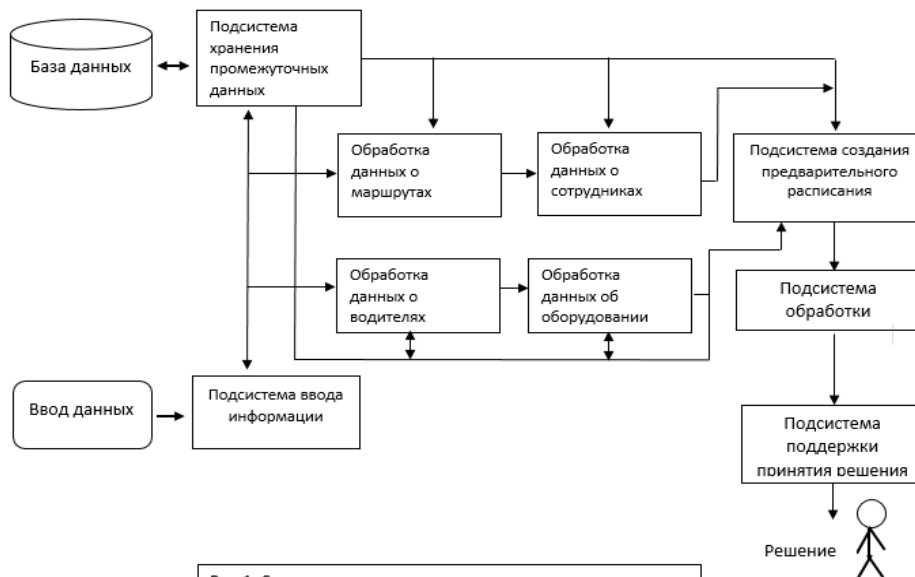 Подсистема
хранения
промежуточных
данных
База данных
Обработка
данных о
маршрутах
Обработка
данных о
сотрудниках
Подсистема создания
предварительного
расписания
Обработка
данных о
водителях
Обработка
данных об
оборудовании
Подсистема
обработки
Ввод данных
Подсистема ввода
информации
Подсистема
поддержки
принятия решения
Решение